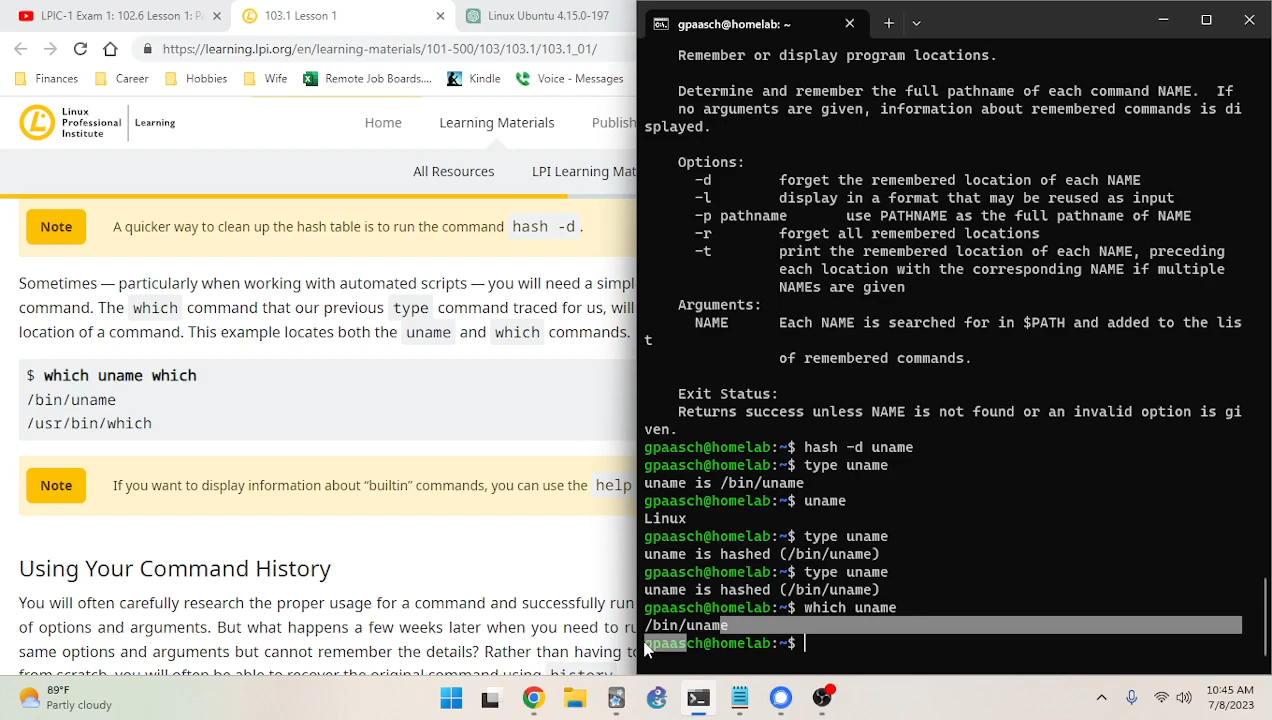 LPIC-1 Exam 1: 102.6 Lesson 1: Pa
103.1 Lesson 1
Linux Ubuntu 4.15.0-197
https://learning.lpi.org/en/learning-materials/101-500/103/103.1/103.1_01/
Finances
Career
Hobbies
Wife
Remote Job Boards....
Kindle
Voice - Messages
Linux
Professional
Institute
Learning
Home
Learning Materials
Publish
All Resources
LPI Learning Mat
Note
A quicker way to clean up the hash table is to run the command hash -d.
Sometimes — particularly when working with automated scripts — you will need a simple
command. The which command that our previous type command traced for us, will
location of a command. This example locates both the uname and which commands.
$ which uname which
/bin/uname
/usr/bin/which
Note
If you want to display information about “builtin” commands, you can use the help
Using Your Command History
You will often carefully research the proper usage for a command and successfully run
of options and arguments. But what happens a few weeks later when you need to ru
same options and arguments but cannot remember the details? Rather than having to
from scratch, you will often be able to recover the original command using history.
gpaasch@homelab: ~
Remember or display program locations.
Determine and remember the full pathname of each command NAME.  If
no arguments are given, information about remembered commands is di
splayed.
Options:
-d forget the remembered location of each NAME
-l display in a format that may be reused as input
-p pathname use PATHNAME as the full pathname of NAME
-r forget all remembered locations
-t print the remembered location of each NAME, preceding
each location with the corresponding NAME if multiple
NAMEs are given
Arguments:
NAME Each NAME is searched for in $PATH and added to the lis
t
of remembered commands.
Exit Status:
Returns success unless NAME is not found or an invalid option is gi
ven.
gpaasch@homelab:~$ hash -d uname
gpaasch@homelab:~$ type uname
uname is /bin/uname
gpaasch@homelab:~$ uname
Linux
gpaasch@homelab:~$ type uname
uname is hashed (/bin/uname)
gpaasch@homelab:~$ type uname
uname is hashed (/bin/uname)
gpaasch@homelab:~$ which uname
/bin/uname
gpaasch@homelab:~$
89°F
Partly cloudy
10:45 AM
7/8/2023